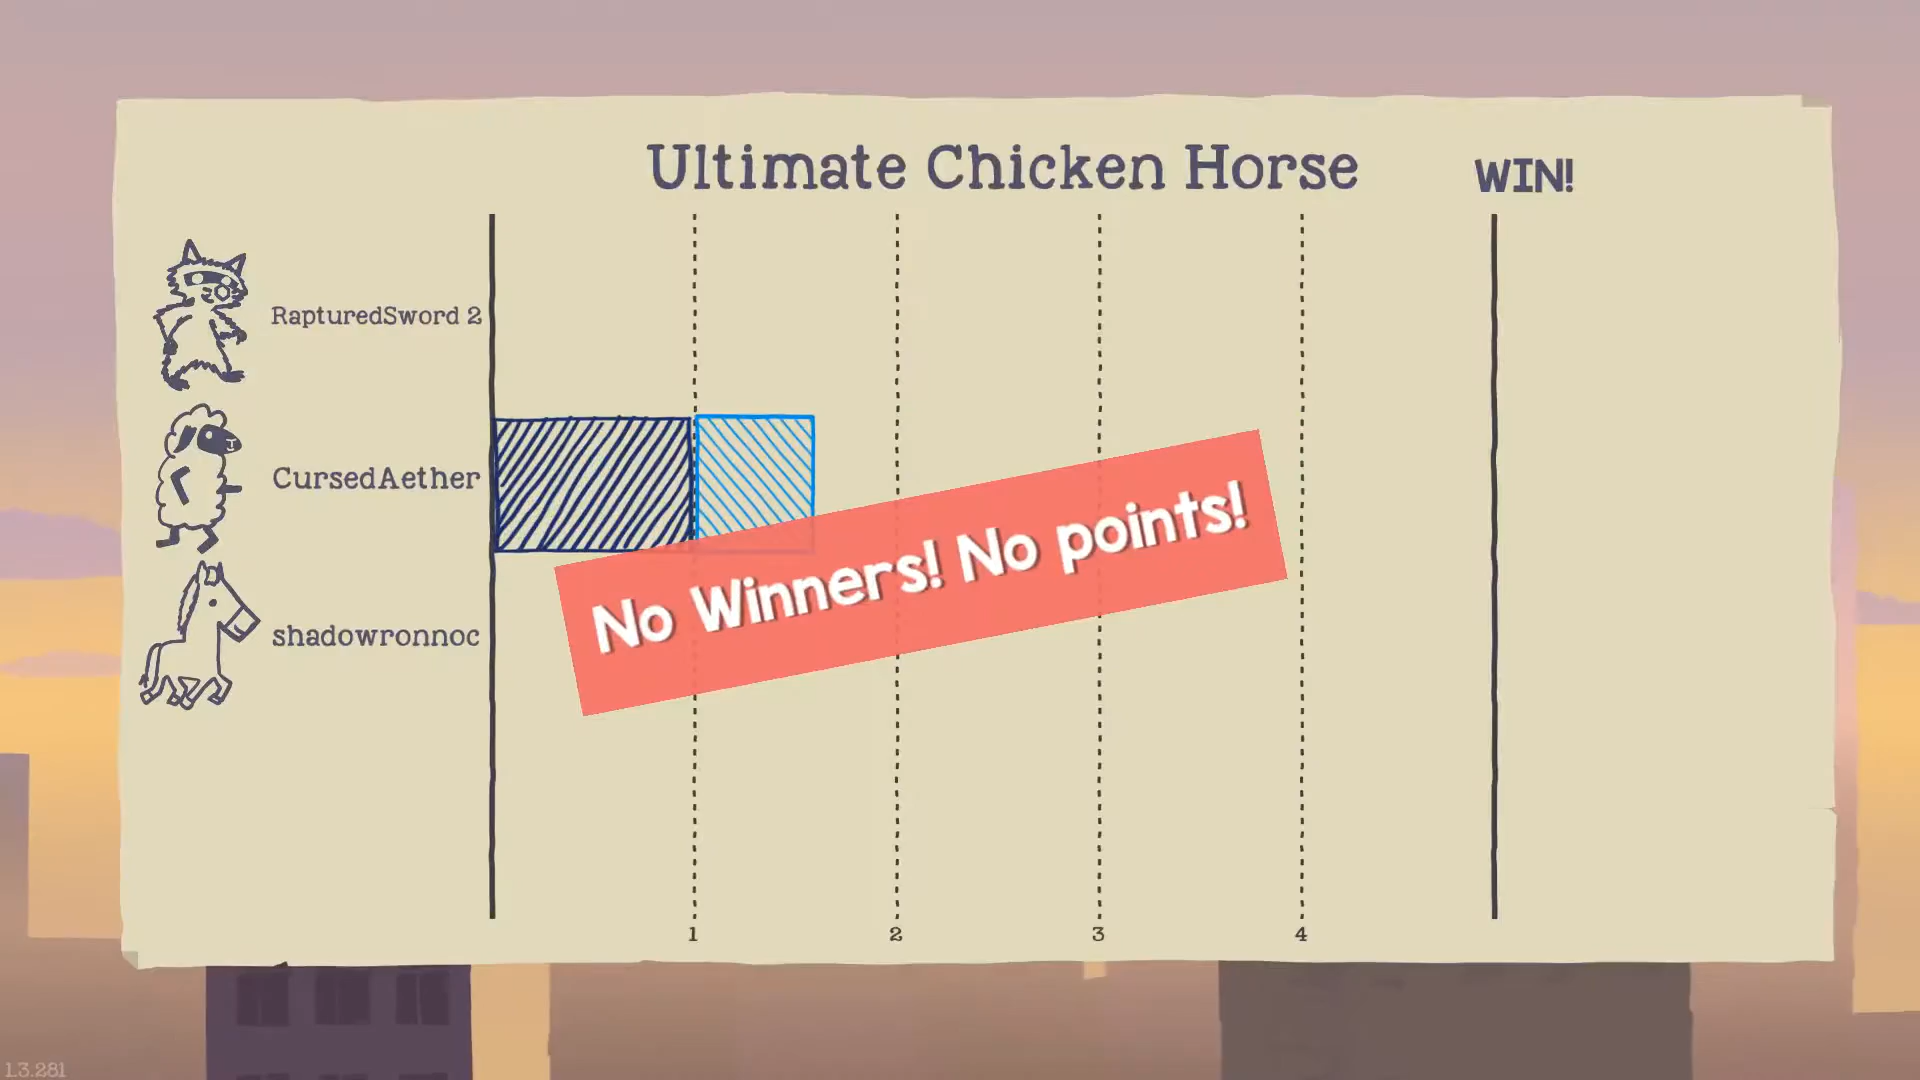 Ultimate Chicken Horse
WIN!
RapturedSword 2
CursedAether
No Winners! No points!
shadowronnoc
1 2 3 4
1.3.281